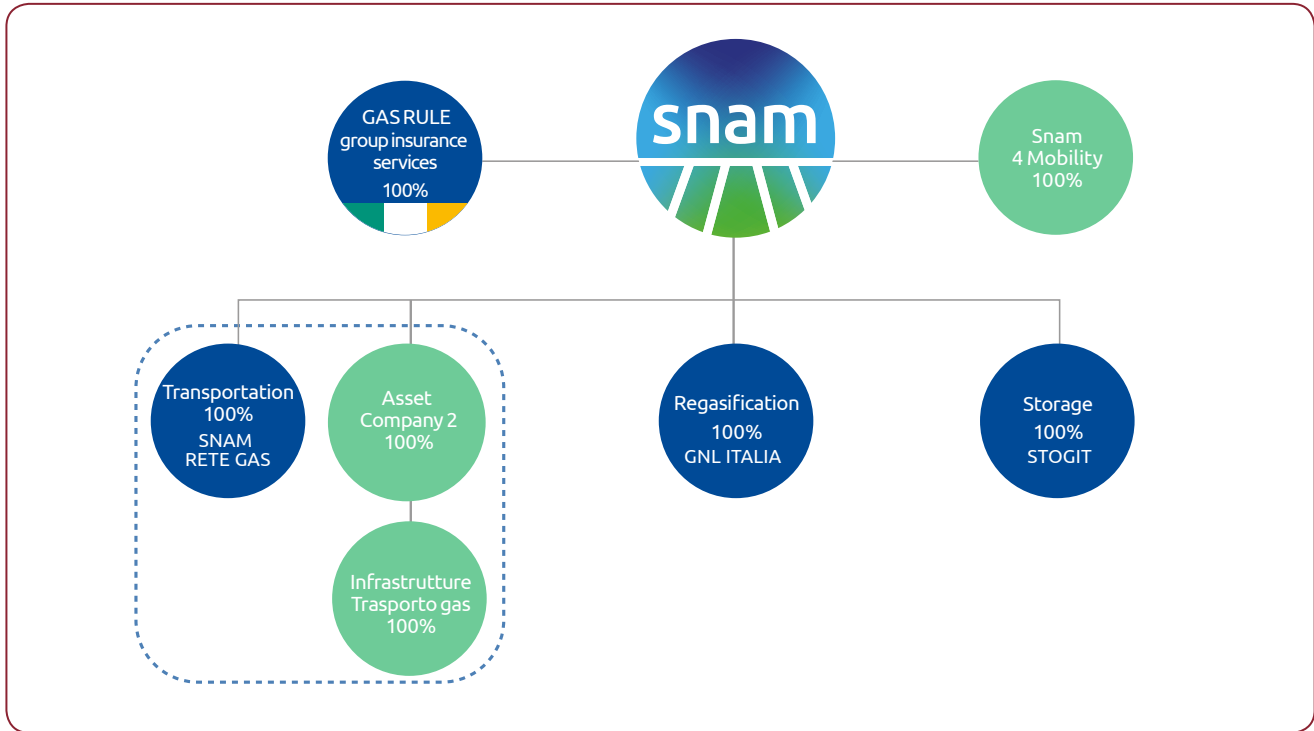 GAS RULE
group insurance
services
100%
snam
Snam
4 Mobility
100%
Transportation
100%
SNAM
RETE GAS
Asset
Company 2
100%
Regasification
100%
GNL ITALIA
Storage
100%
STOGIT
Infrastrutture
Trasporto gas
100%